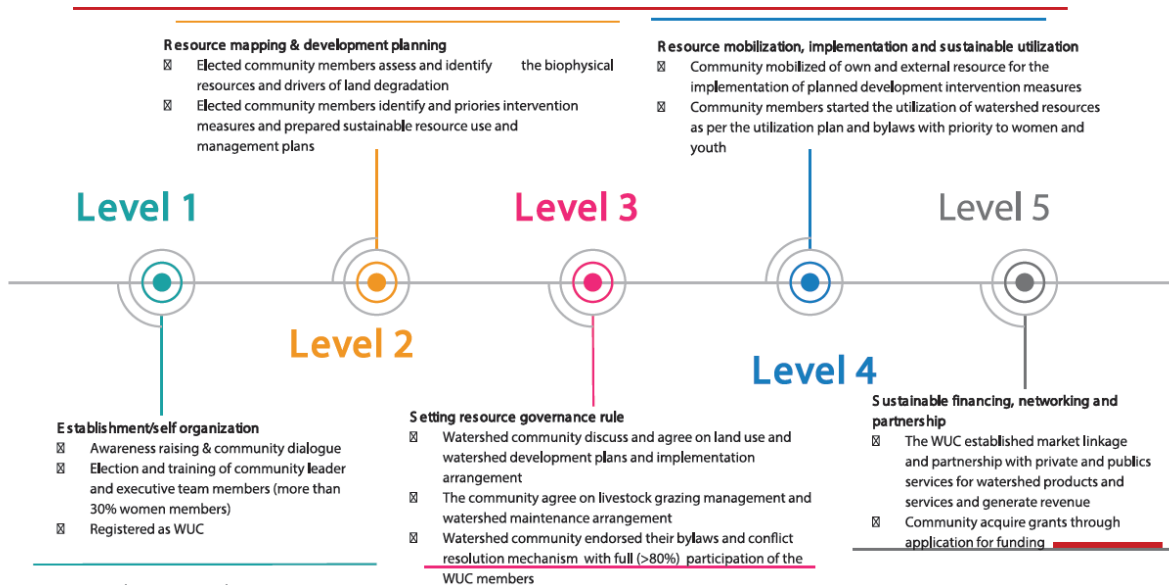 Resource mapping & development planning
Elected community members assess and identify the biophysical
resources and drivers of land degradation
Elected community members identify and priories intervention
measures and prepared sustainable resource use and
management plans
Resource mobilization, implementation and sustainable utilization
Community mobilized of own and external resource for the
implementation of planned development intervention measures
Community members started the utilization of watershed resources
as per the utilization plan and bylaws with priority to women and
youth
Level 1
Level 3
Level 5
Level 2
Level 4
Establishment/self organization
Awareness raising & community dialogue
Election and training of community leader
and executive team members (more than
30% women members)
Registered as WUC
Setting resource governance rule
Watershed community discuss and agree on land use and
watershed development plans and implementation
arrangement
The community agree on livestock grazing management and
watershed maintenance arrangement
Watershed community endorsed their bylaws and conflict
resolution mechanism with full (>80%) participation of the
WUC members
Sustainable financing, networking and
partnership
The WUC established market linkage
and partnership with private and publics
services for watershed products and
services and generate revenue
Community acquire grants through
application for funding